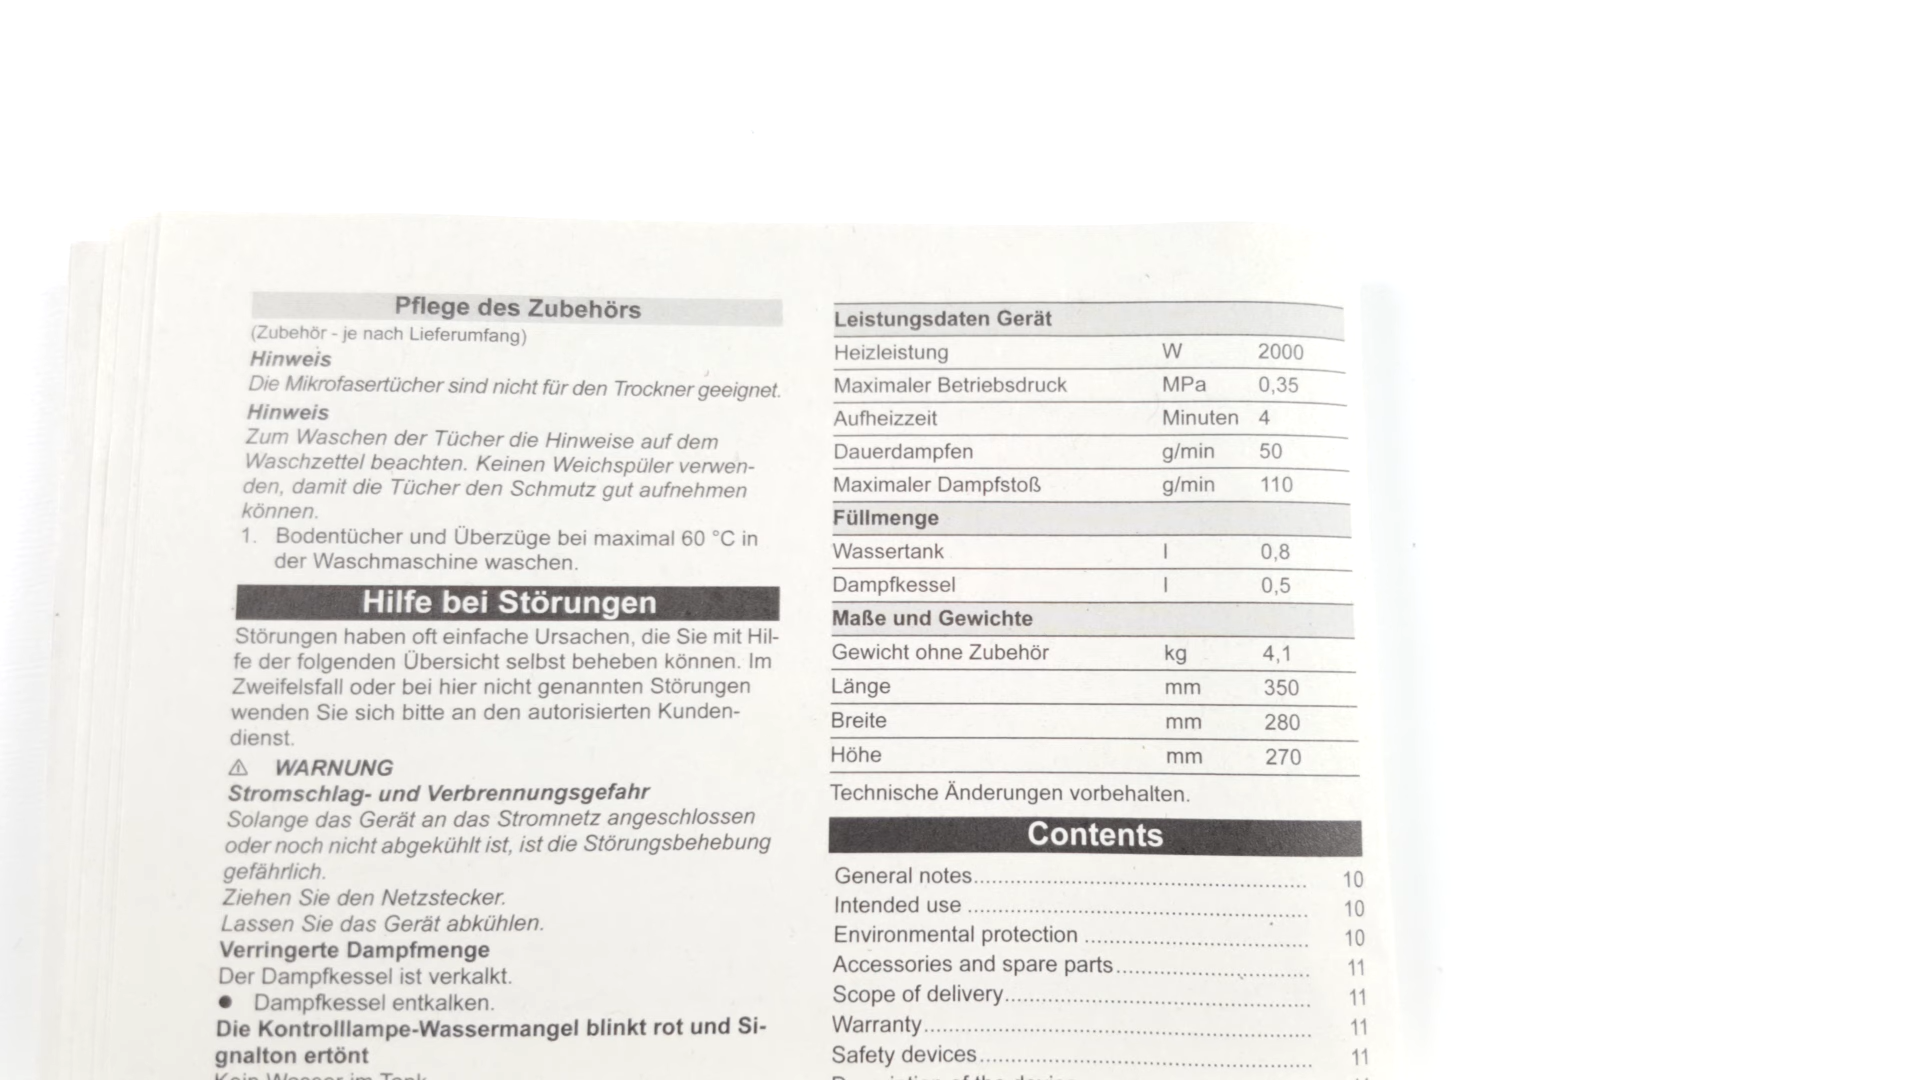 Pflege des Zubehörs
(Zubehör - je nach Lieferumfang)
Hinweis
Die Mikrofasertücher sind nicht für den Trockner geeignet.
Hinweis
Zum Waschen der Tücher die Hinweise auf dem
Waschzettel beachten. Keinen Weichspüler verwen-
den, damit die Tücher den Schmutz gut aufnehmen
können.
1. Bodentücher und Überzüge bei maximal 60 °C in
der Waschmaschine waschen.
Hilfe bei Störungen
Störungen haben oft einfache Ursachen, die Sie mit Hil-
fe der folgenden Übersicht selbst beheben können. Im
Zweifelsfall oder bei hier nicht genannten Störungen
wenden Sie sich bitte an den autorisierten Kunden-
dienst.
⚠ WARNUNG
Stromschlag- und Verbrennungsgefahr
Solange das Gerät an das Stromnetz angeschlossen
oder noch nicht abgekühlt ist, ist die Störungsbehebung
gefährlich.
Ziehen Sie den Netzstecker.
Lassen Sie das Gerät abkühlen.
Verringerte Dampfmenge
Der Dampfkessel ist verkalkt.
● Dampfkessel entkalken.
Die Kontrolllampe-Wassermangel blinkt rot und Si-
gnalton ertönt
Kein Wasser im Tank
Leistungsdaten Gerät
Heizleistung W 2000
Maximaler Betriebsdruck MPa 0,35
Aufheizzeit Minuten 4
Dauerdampfen g/min 50
Maximaler Dampfstoß g/min 110
Füllmenge
Wassertank l 0,8
Dampfkessel l 0,5
Maße und Gewichte
Gewicht ohne Zubehör kg 4,1
Länge mm 350
Breite mm 280
Höhe mm 270
Technische Änderungen vorbehalten.
Contents
General notes 10
Intended use 10
Environmental protection 10
Accessories and spare parts 11
Scope of delivery 11
Warranty 11
Safety devices 11